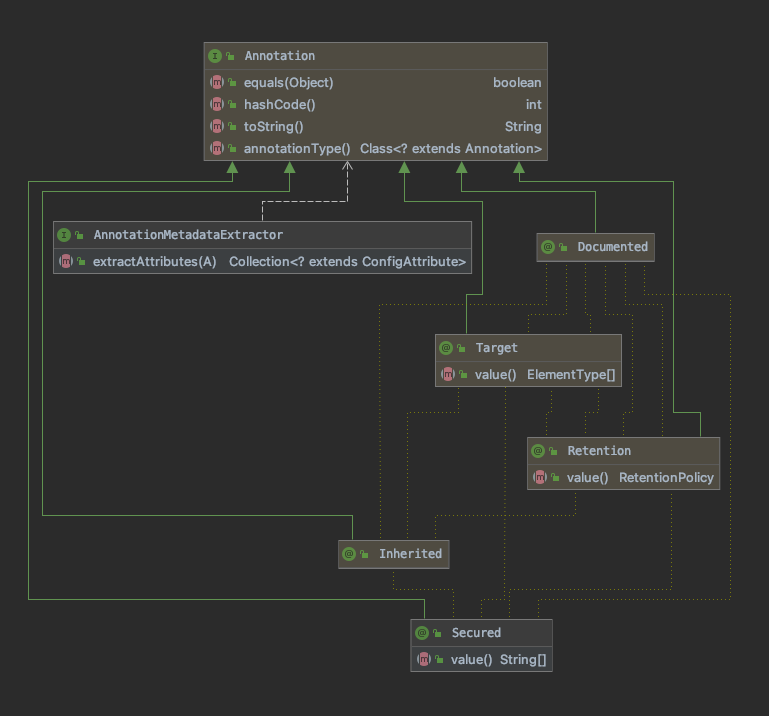 Annotation
equals(Object) boolean
hashCode() int
toString() String
annotationType() Class<? extends Annotation>
AnnotationMetadataExtractor
extractAttributes(A) Collection<? extends ConfigAttribute>
Documented
Target
value() ElementType[]
Retention
value() RetentionPolicy
Inherited
Secured
value() String[]